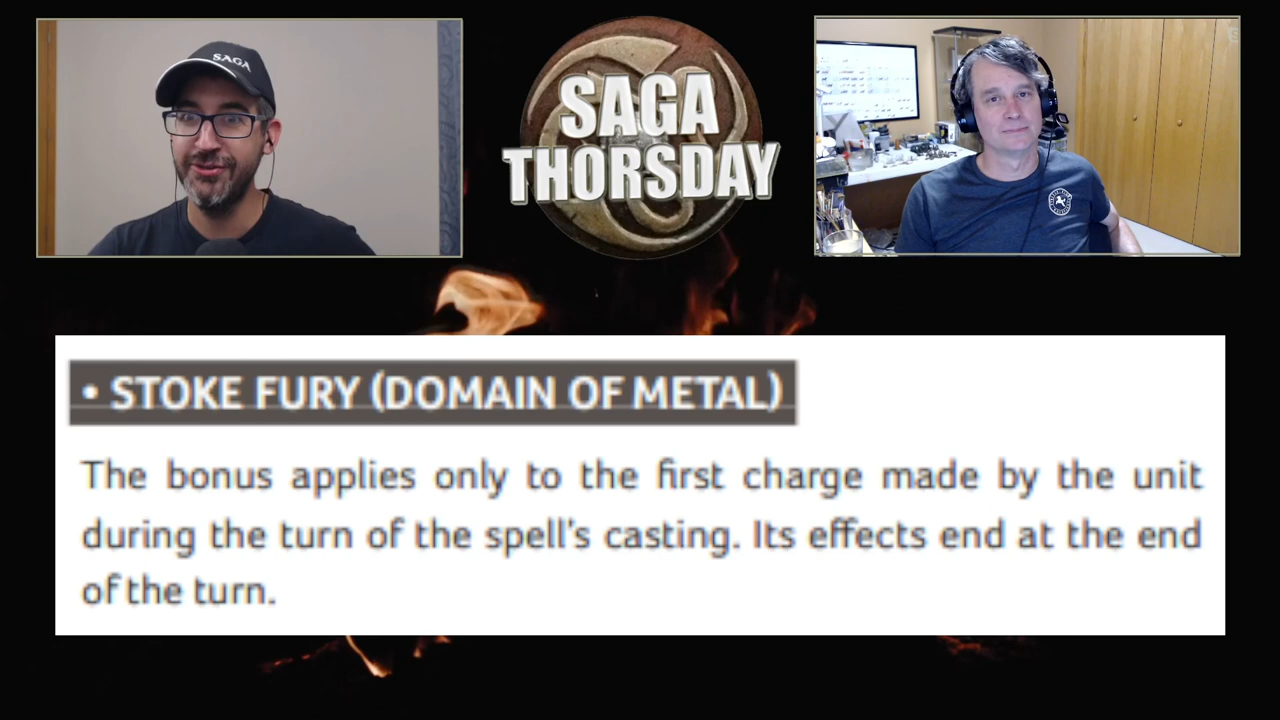 SAGA
SAGA
THORSDAY
• STOKE FURY (DOMAIN OF METAL)
The bonus applies only to the first charge made by the unit
during the turn of the spell's casting. Its effects end at the end
of the turn.